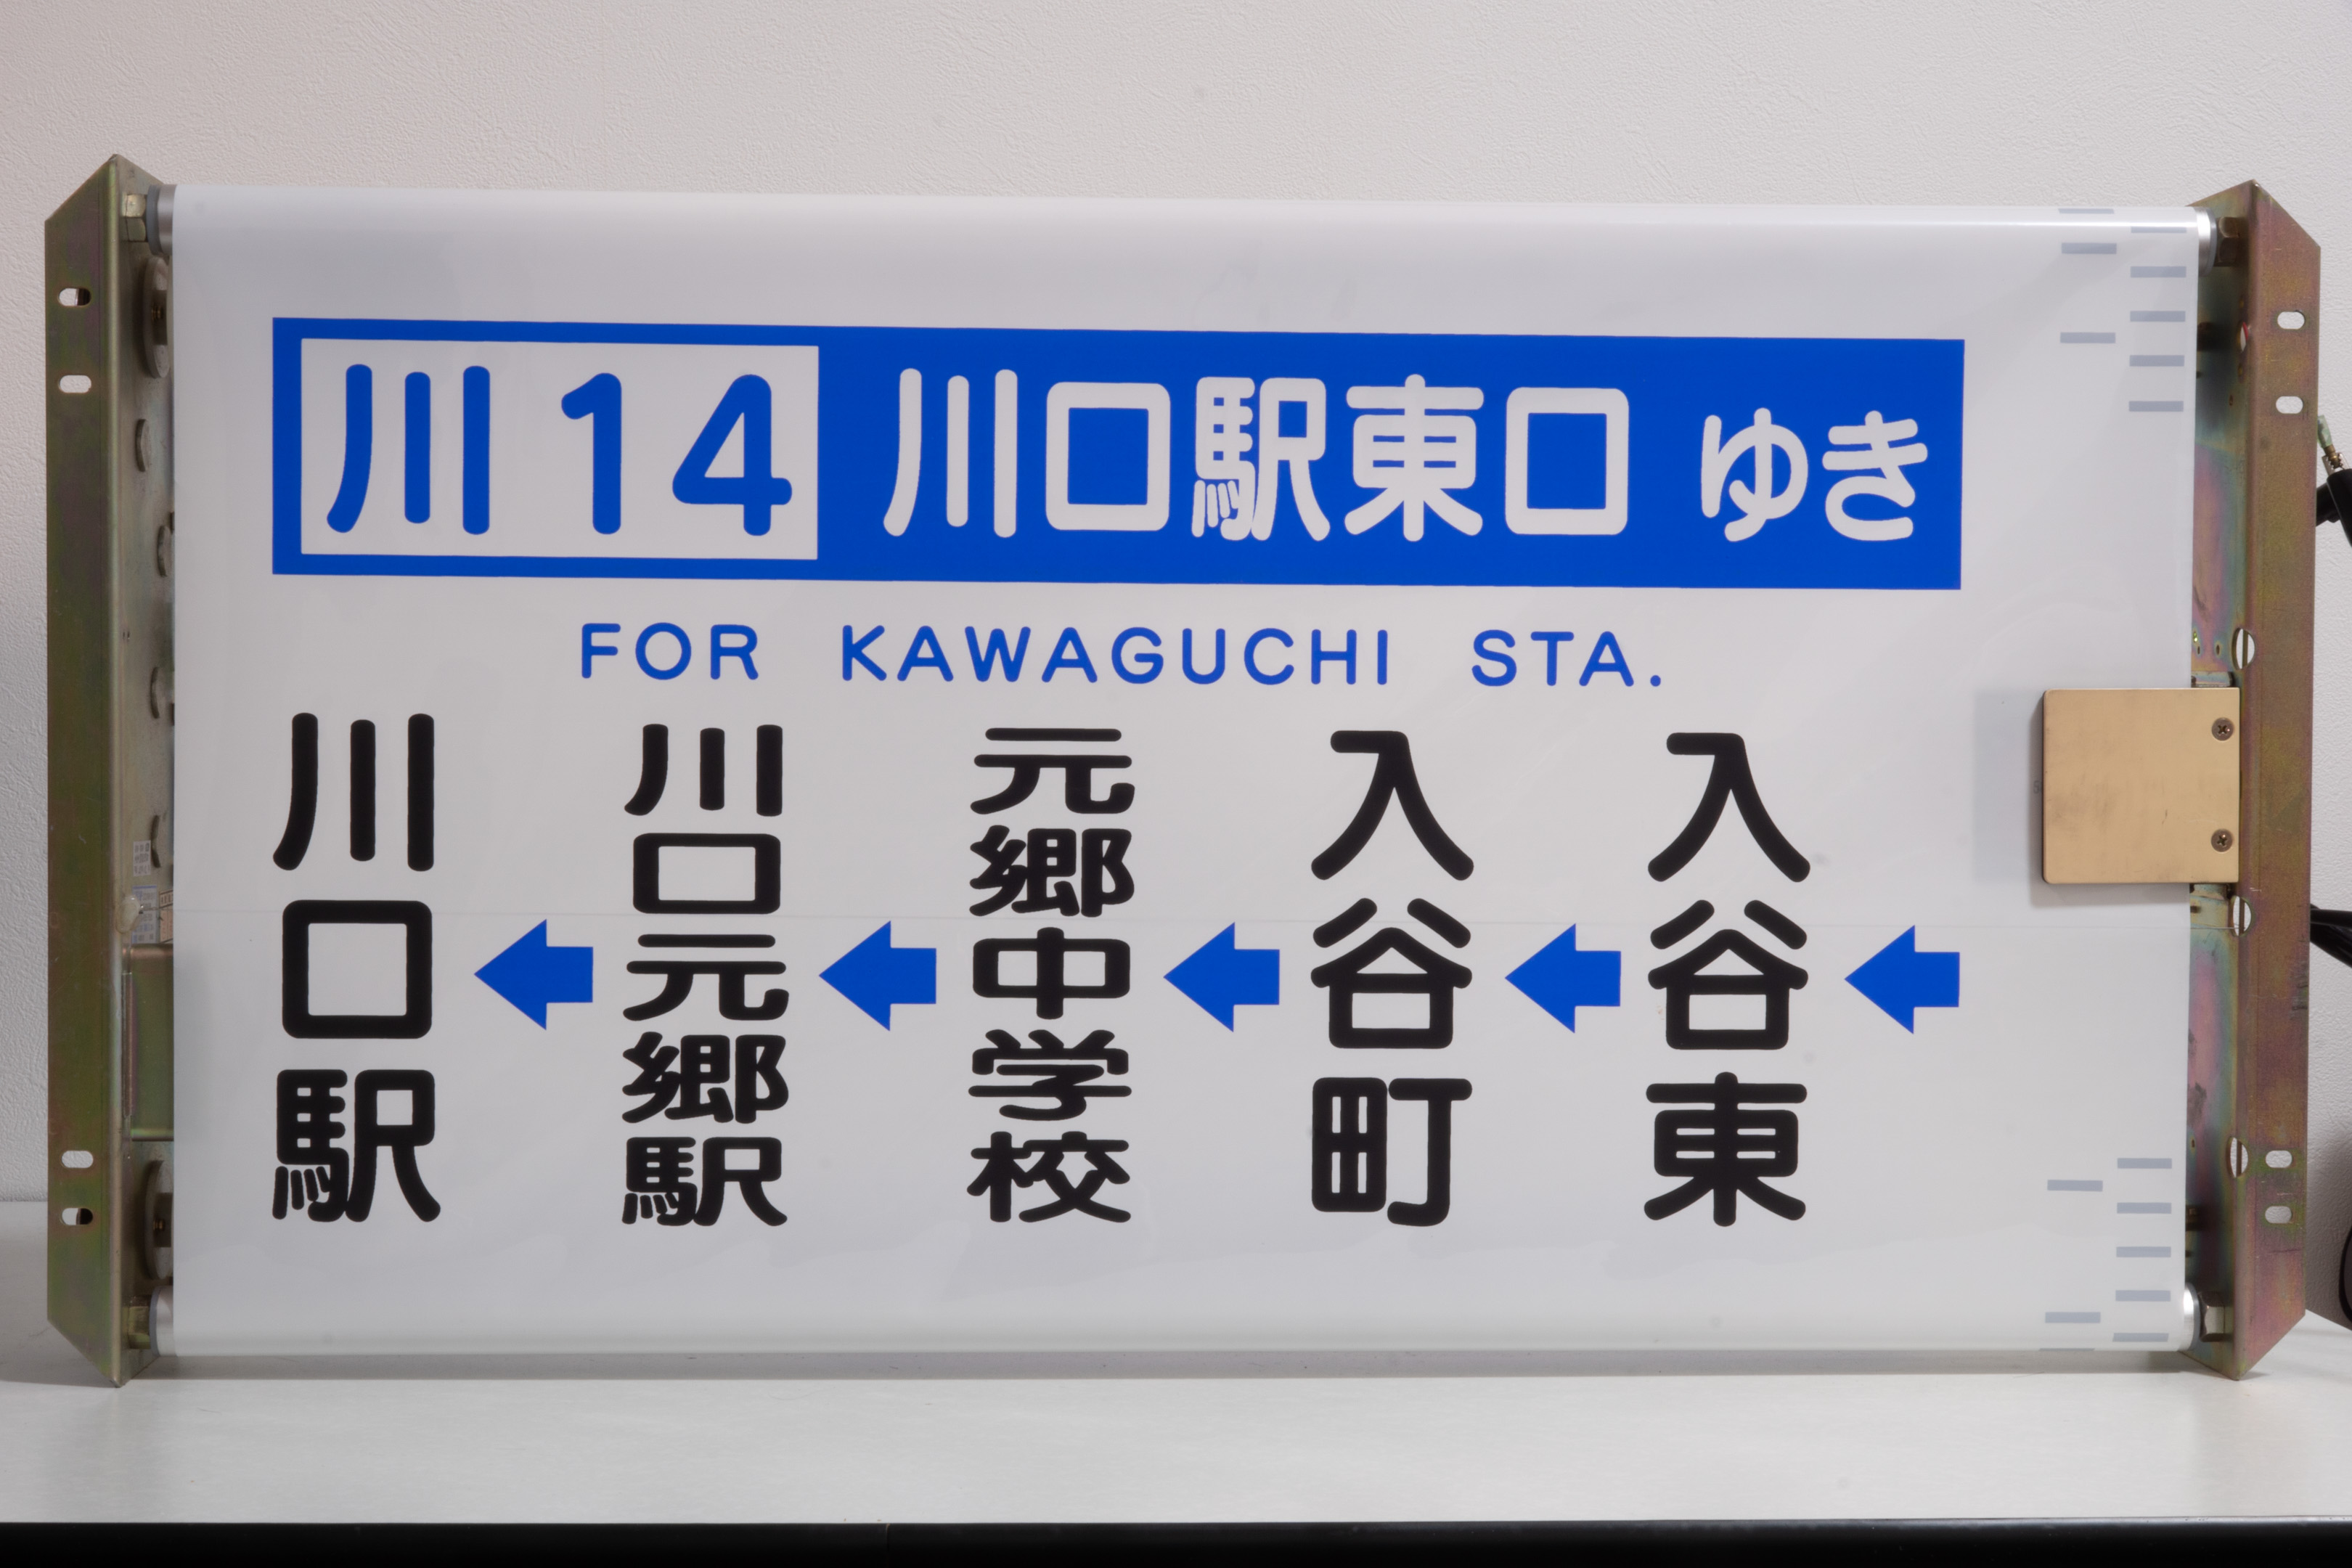 川14 川口駅東口 ゆき
FOR KAWAGUCHI STA.
川口駅 ← 川口元郷駅 ← 元郷中学校 ← 入谷町 ← 入谷東 ←